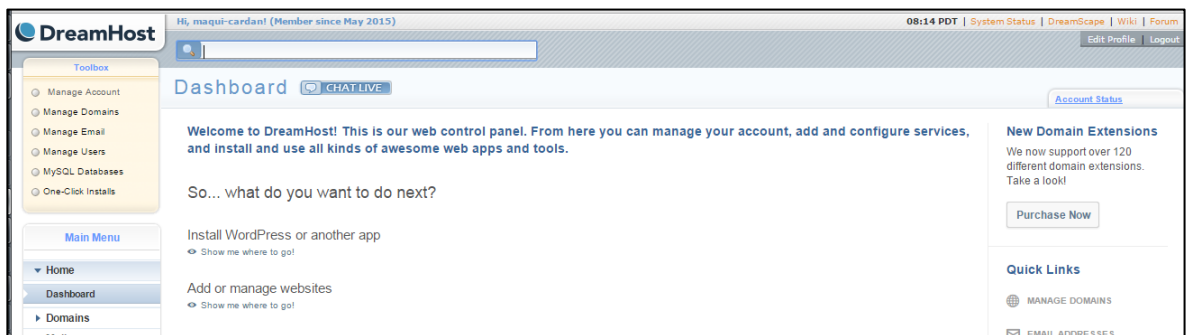 DreamHost
Hi, maqui-cardan! (Member since May 2015)
08:14 PDT | System Status | DreamScape | Wiki | Forum
Edit Profile | Logout
Toolbox
Manage Account
Manage Domains
Manage Email
Manage Users
MySQL Databases
One-Click Installs
Main Menu
Home
Dashboard
Domains
Dashboard CHAT LIVE
Account Status
Welcome to DreamHost! This is our web control panel. From here you can manage your account, add and configure services,
and install and use all kinds of awesome web apps and tools.
So... what do you want to do next?
Install WordPress or another app
Show me where to go!
Add or manage websites
Show me where to go!
New Domain Extensions
We now support over 120
different domain extensions.
Take a look!
Purchase Now
Quick Links
MANAGE DOMAINS
EMAIL ADDRESSES